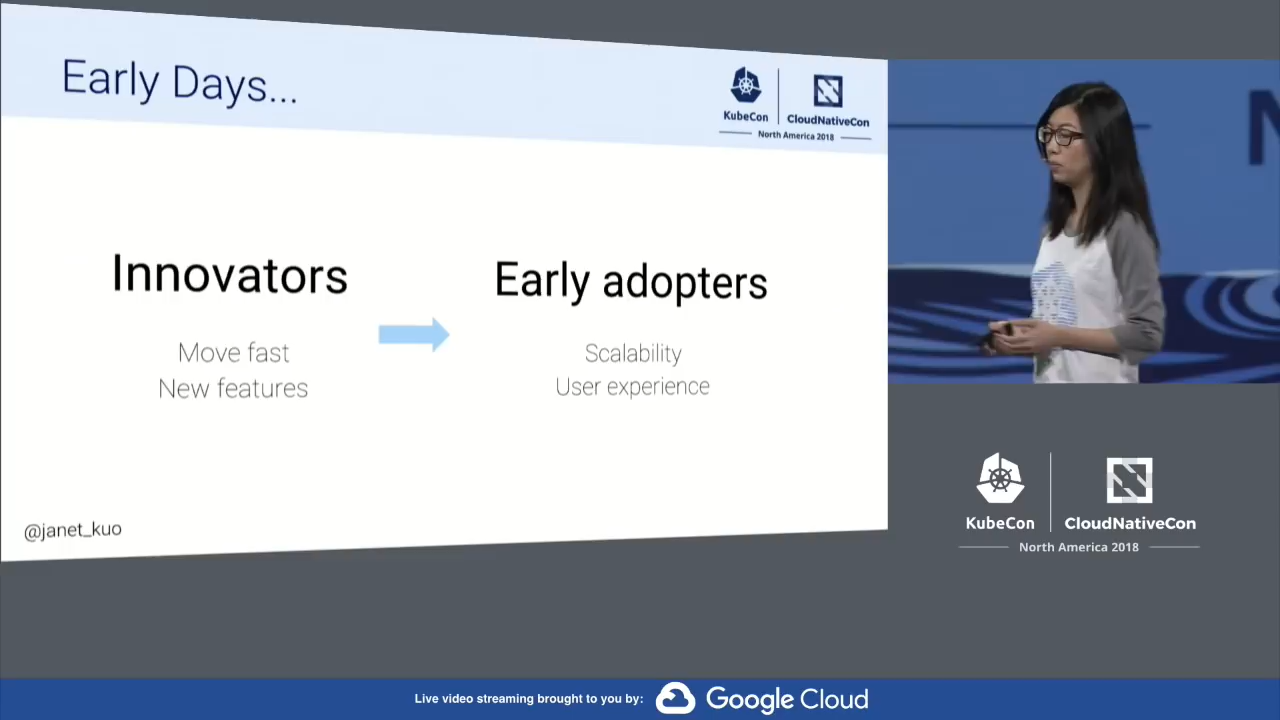 Early Days...
KubeCon
CloudNativeCon
North America 2018
Innovators
Early adopters
Move fast
New features
Scalability
User experience
@janet_kuo
N
KubeCon
CloudNativeCon
North America 2018
Live video streaming brought to you by:
Google Cloud